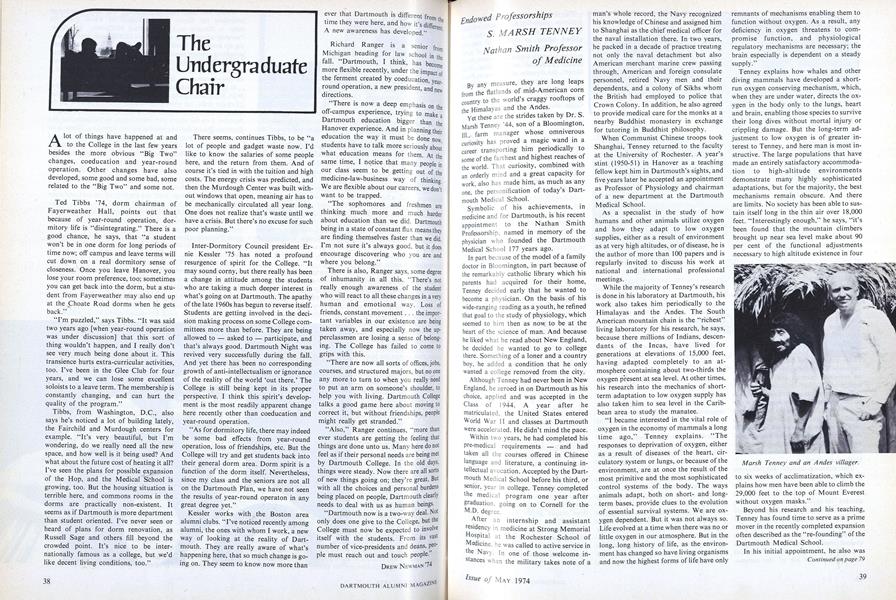 The
Undergraduate
Chair
A lot of things have happened at and
to the College in the last few years
besides the more obvious "Big Two"
changes, coeducation and year-round
operation. Other changes have also
developed, some good and some bad, some
related to the "Big Two" and some not.
Ted Tibbs '74, dorm chairman of
Fayerweather Hall, points out that
because of year-round operation, dor-
mitory life is "disintegrating." There is a
good chance, he says, that "a student
won't be in one dorm for long periods of
time now; off campus and leave terms will
cut down on a real dormitory sense of
closeness. Once you leave Hanover, you
lose your room preference, too; sometimes
you can get back into the dorm, but a stu-
dent from Fayerweather may also end up
at the Choate Road dorms when he gets
back."
"I'm puzzled," says Tibbs. "It was said
two years ago [when year-round operation
was under discussion] that this sort of
thing wouldn't happen, and I really don't
see very much being done about it. This
transience hurts extra-curricular activities,
too. I've been in the Glee Club for four
years, and we can lose some excellent
soloists to a leave term. The membership is
constantly changing, and can hurt the
quality of the program."
Tibbs, from Washington, D.C., also
says he's noticed a lot of building lately,
the Fairchild and Murdough centers for
example. "It's very beautiful, but I'm
wondering, do we really need all the new
space, and how well is it being used? And
what about the future cost of heating it all?
I've seen the plans for possible expansion
of the Hop, and the Medical School is
growing, too. But the housing situation is
terrible here, and commons rooms in the
dorms are practically non-existent. It
seems as if Dartmouth is more department
than student oriented. I've never seen or
heard of plans for dorm renovation, as
Russell Sage and others fill beyond the
crowded point. It's nice to be inter-
nationally famous as a college, but we'd
like decent living conditions, too."
There seems, continues Tibbs, to be "a
lot of people and gadget waste now. I'd
like to know the salaries of some people
here, and the return from them. And of
course it's tied in with the tuition and high
costs. The energy crisis was predicted, and
then the Murdough Center was built with-
out windows that open, meaning air has to
be mechanically circulated all year long.
One does not realize that's waste until we
have a crisis. But there's no excuse for such
poor planning."
Inter-Dormitory Council president Er-
nie Kessler '75 has noted a profound
resurgence of spirit for the College. "It
may sound corny, but there really has been
a change in attitude among the students
who are taking a much deeper interest in
what's going on at Dartmouth. The apathy
of the late 1960s has begun to reverse itself.
Students are getting involved in the deci-
sion making process on some College com-
mittees more than before. They are being
allowed to — asked to — participate, and
that's always good. Dartmouth Night was
revived very successfully during the fall.
And yet there has been no corresponding
growth of anti-intellectualism or ignorance
of the reality of the world 'out there.' The
College is still being kept in its proper
perspective. I think this spirit's develop-
ment is the most readily apparent change
here recently other than coeducation and
year-round operation.
"As for dormitory life, there may indeed
be some bad effects from year-round
operation, loss of friendships, etc. But the
College will try and get students back into
their general dorm area. Dorm spirit is a
function of the dorm itself. Nevertheless,
since my class and the seniors are not all
on the Dartmouth Plan, we have not seen
the results of year-round operation in any
great degree yet."
Kessler works with the Boston area
alumni clubs. "I've noticed among
alumni, the ones with whom I work, a new
way of looking at the reality of Dart-
mouth. They are really aware of what's
happening here, that so much change is go-
ing on. They seem to know now more than
ever that Dartmouth is different from the
time they were here, and how it's different.
A new awareness has developed."
Richard Ranger is a senior from
Michigan heading for law school in the
fall. "Dartmouth, I think, has become
more flexible recently, under the impact of
the ferment created by coeducation, year-
round operation, a new president, and new
directions.
"There is now a deep emphasis on the
off-campus experience, trying to make a
Dartmouth education bigger than the
Hanover experience. And in planning their
education the way it must be done now,
students have to talk more seriously about
what education means for them. At the
same time, I notice that many people in
our class seem to be getting out of the
medicine-law-business way of thinking.
We are flexible about our careers, we don't
want to be trapped.
"The sophomores and freshmen are
thinking much more and much harder
about education than we did. Dartmouth
being in a state of constant flux means they
are finding themselves faster than we did.
I'm not sure it's always good, but it does
encourage discovering who you are and
where you belong."
There is also, Ranger says, some degree
of inhumanity in all this. "There's not
really enough awareness of the student
who will react to all these changes in a very
human and emotional way. Loss of
friends, constant movement . . . the impor-
tant variables in our existence are being
taken away, and especially now the up-
perclassmen are losing a sense of belong-
ing. The College has failed to come to
grips with this.
"There are now all sorts of offices, jobs,
courses, and structured majors, but no one
any more to turn to when you really need
to put an arm on someone's shoulder, to
help you with living. Dartmouth College
talks a good game here about moving to
correct it, but without friendships, people
might really get stranded."
"Also," Ranger continues, "more than
ever students are getting the feeling that
things are done unto us. Many here do not
feel as if their personal needs are being met
by Dartmouth College. In the old days,
things were steady. Now there are all sorts
of new things going on; they're great. But
with all the choices and personal burdens
being placed on people, Dartmouth clearly
needs to deal with us as human beings.
"Dartmouth now is a two-way deal. Not
only does one give to the College, but the
College must now be expected to involve
itself with the students. From its vast
number of vice-presidents and deans, peo-
ple must reach out and touch people."
DREW NEWMAN '74
38
DARTMOUTH ALUMNI MAGAZINE
Endowed Professorships
S. MARSH TENNEY
Nathan Smith Professor
of Medicine
By any measure, they are long leaps
from the flatlands of mid-American corn
country to the world's craggy rooftops of
the Himalayas and the Andes.
Yet these are the strides taken by Dr. S.
Marsh Tenney '44, son of a Bloomington,
Ill., farm manager whose omniverous
curiosity has proved a magic wand in a
career transporting him periodically to
some of the farthest and highest reaches of
the world. That curiosity, combined with
an orderly mind and a great capacity for
work, also has made him, as much as any
one, the personification of today's Dart-
mouth Medical School.
Symbolic of his achievements, in
medicine and for Dartmouth, is his recent
appointment to the Nathan Smith
Professorship, named in memory of the
physician who founded the Dartmouth
Medical School 177 years ago.
In part because of the model of a family
doctor in Bloomington, in part because of
the remarkably catholic library which his
parents had acquired for their home,
Tenney decided early that he wanted to
become a physician. On the basis of his
wide-ranging reading as a youth, he refined
that goal to the study of physiology, which
seemed to him then as now to be at the
heart of the science of man. And because
he liked what he read about New England,
he decided he wanted to go to college
there. Something of a loner and a country
boy, he added a condition that he only
wanted a college removed from the city.
Although Tenney had never been in New
England, he arrived in on Dartmouth as his
choice, applied and was accepted in the
Class of 1944. A year after he
matriculated, the United States entered
World War II and classes at Dartmouth
were accelerated. He didn't mind the pace.
Within two years, he had completed his
pre-medical requirements — and had
taken all the courses offered in Chinese
language and literature, a continuing in-
tellectual avocation. Accepted by the Dart-
mouth Medical School before his third, or
senior, year in college, Tenney completed
the medical program one year after
graduation, going on to Cornell for the
M.D. degree.
After an internship and assistant
residency in medicine at Strong Memorial
Hospital at the Rochester School of
Medicine, he was called to active service in
the Navy. In one of those welcome in-
stances when the military takes note of a
man's whole record, the Navy recognized
his knowledge of Chinese and assigned him
to Shanghai as the chief medical officer for
the naval installation there. In two years,
he packed in a decade of practice treating
not only the naval detachment but also
American merchant marine crew passing
through, American and foreign consulate
personnel, retired Navy men and their
dependents, and a colony of Sikhs whom
the British had employed to police that
Crown Colony. In addition, he also agreed
to provide medical care for the monks at a
nearby Buddhist monastery in exchange
for tutoring in Buddhist philosophy.
When Communist Chinese troops took
Shanghai, Tenney returned to the faculty
at the University of Rochester. A year's
stint (1950-51) in Hanover as a teaching
fellow kept him in Dartmouth's sights, and
five years later he accepted an appointment
as Professor of Physiology and chairman
of a new department at the Dartmouth
Medical School.
As a specialist in the study of how
humans and other animals utilize oxygen
and how they adapt to low oxygen
supplies, either as a result of environment
as at very high altitudes, or of disease, he is
the author of more than 100 papers and is
regularly invited to discuss his work at
national and international professional
meetings.
While the majority of Tenney's research
is done in his laboratory at Dartmouth, his
work also takes him periodically to the
Himalayas and the Andes. The South
American mountain chain is the "richest"
living laboratory for his research, he says,
because there millions of Indians, descen-
dants of the Incas, have lived for
generations at elevations of 15,000 feet,
having adapted completely to an at-
mosphere containing about two-thirds the
oxygen present at sea level. At other times,
his research into the mechanics of short-
term adaptation to low oxygen supply has
also taken him to sea level in the Carib-
bean area to study the manatee.
"I became interested in the vital role of
oxygen in the economy of mammals a long
time ago," Tenney explains. "The
responses to deprivation of oxygen, either
as a result of diseases of the heart, cir-
culatory system or lungs, or because of the
environment, are at once the result of the
most primitive and the most sophisticated
control systems of the body. The ways
animals adapt, both on short- and long-
term bases, provide clues to the evolution
of essential survival systems. We are ox-
ygen dependent. But it was not always so.
Life evolved at a time when there was no or
little oxygen in our atmosphere. But in the
long, long history of life, as the environ-
ment has changed so have living organisms
and now the highest forms of life have only
remnants of mechanisms enabling them to
function without oxygen. As a result, any
deficiency in oxygen threatens to com-
promise function, and physiological
regulatory mechanisms are necessary; the
brain especially is dependent on a steady
supply."
Tenney explains how whales and other
diving mammals have developed a short-
run oxygen conserving mechanism, which,
when they are under water, directs the ox-
ygen in the body only to the lungs, heart
and brain, enabling those species to survive
their long dives without mortal injury or
crippling damage. But the long-term ad-
justment to low oxygen is of greater in-
terest to Tenney, and here man is most in-
structive. The large populations that have
made an entirely satisfactory accommoda-
tion to high-altitude environments
demonstrate many highly sophisticated
adaptations, but for the majority, the best
mechanisms remain obscure. And there
are limits. No society has been able to sus-
tain itself long in the thin air over 18,000
feet. "Interestingly enough," he says, "it's
been found that the mountain climbers
brought up near sea level make about 90
per cent of the functional adjustments
necessary to high altitude existence in four
Marsh Tenney and an Andes villager.
to six weeks of acclimatization, which ex-
plains how men have been able to climb the
29,000 feet to the top of Mount Everest
without oxygen masks."
Beyond his research and his teaching,
Tenney has found time to serve as a prime
mover in the recently completed expansion
often described as the "re-founding" of the
Dartmouth Medical School.
In his initial appointment, he also was
Continued on page 79
Issue of MAY 1974
39